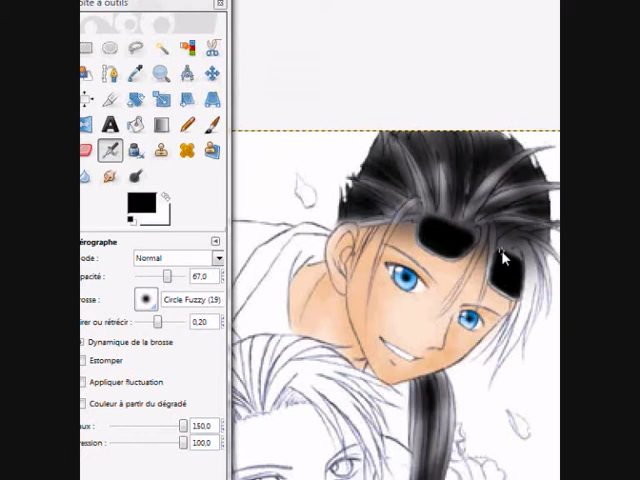 oîte à outils
érographe
ode: Normal
pacité : 67,0
osse : Circle Fuzzy (19)
irer ou rétrécir : 0,20
Dynamique de la brosse
Estomper
Appliquer fluctuation
Couleur à partir du dégradé
aux : 150,0
ression : 100,0